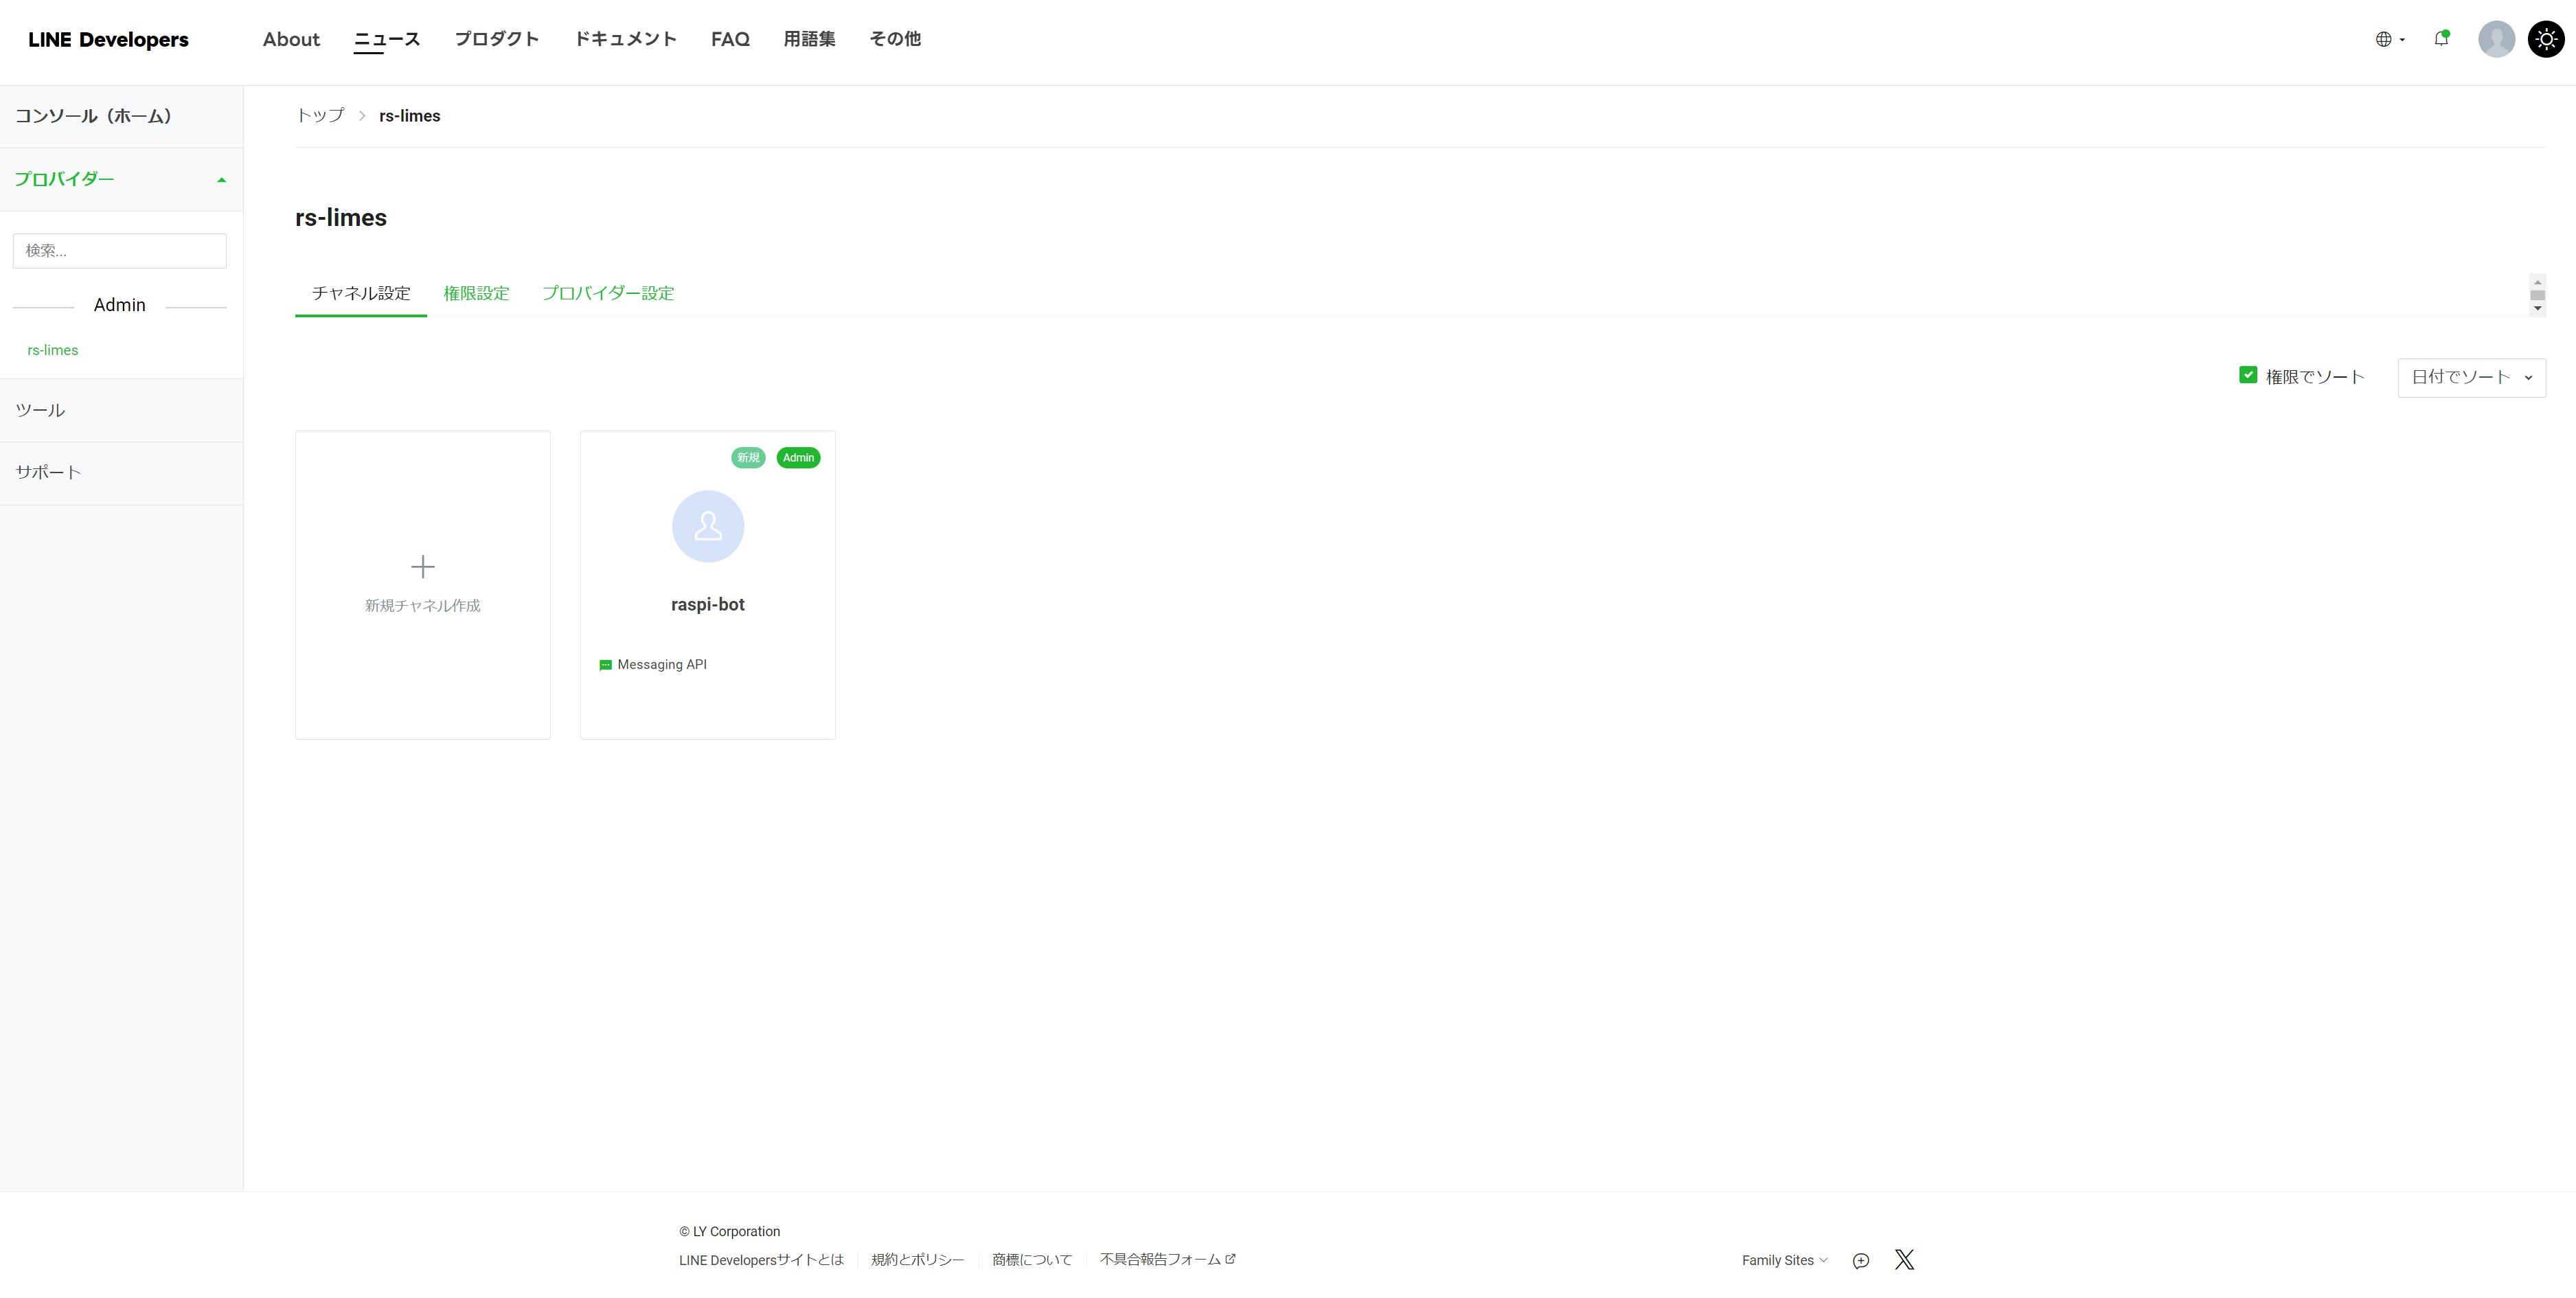 LINE Developers
About ニュース プロダクト ドキュメント FAQ 用語集 その他
コンソール（ホーム）
プロバイダー
検索...
Admin
rs-limes
ツール
サポート
トップ rs-limes
rs-limes
チャネル設定 権限設定 プロバイダー設定
権限でソート 日付でソート
新規チャネル作成
新規 Admin
raspi-bot
Messaging API
© LY Corporation
LINE Developersサイトとは 規約とポリシー 商標について 不具合報告フォーム
Family Sites